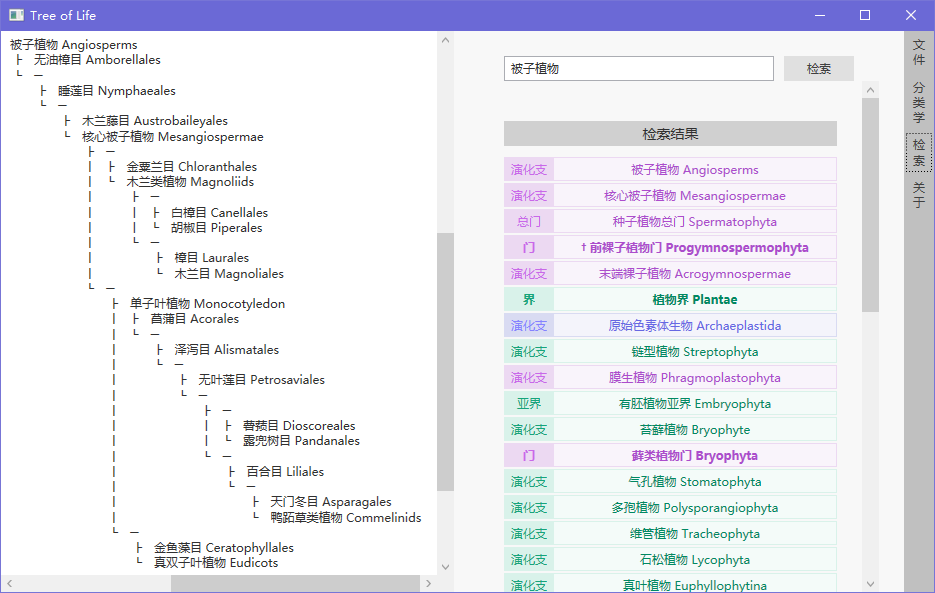 Tree of Life
被子植物 Angiosperms
├ 无油樟目 Amborellales
└ ─
├ 睡莲目 Nymphaeales
└ ─
├ 木兰藤目 Austrobaileyales
└ 核心被子植物 Mesangiospermae
├ ─
| ├ 金粟兰目 Chloranthales
| └ 木兰类植物 Magnoliids
| ├ ─
| | ├ 白樟目 Canellales
| | └ 胡椒目 Piperales
| └ ─
| ├ 樟目 Laurales
| └ 木兰目 Magnoliales
└ ─
├ 单子叶植物 Monocotyledon
| ├ 菖蒲目 Acorales
| └ ─
| ├ 泽泻目 Alismatales
| └ ─
| ├ 无叶莲目 Petrosaviales
| └ ─
| ├ ─
| | ├ 薯蓣目 Dioscoreales
| | └ 露兜树目 Pandanales
| └ ─
| ├ 百合目 Liliales
| └ ─
| ├ 天门冬目 Asparagales
| └ 鸭跖草类植物 Commelinids
└ ─
├ 金鱼藻目 Ceratophyllales
└ 真双子叶植物 Eudicots
被子植物 检索
检索结果
演化支 被子植物 Angiosperms
演化支 核心被子植物 Mesangiospermae
总门 种子植物总门 Spermatophyta
门 † 前裸子植物门 Progymnospermophyta
演化支 末端裸子植物 Acrogymnospermae
界 植物界 Plantae
演化支 原始色素体生物 Archaeplastida
演化支 链型植物 Streptophyta
演化支 膜生植物 Phragmoplastophyta
亚界 有胚植物亚界 Embryophyta
演化支 苔藓植物 Bryophyte
门 藓类植物门 Bryophyta
演化支 气孔植物 Stomatophyta
演化支 多孢植物 Polysporangiophyta
演化支 维管植物 Tracheophyta
演化支 石松植物 Lycophyta
演化支 真叶植物 Euphyllophytina
文件
分类学
检索
关于